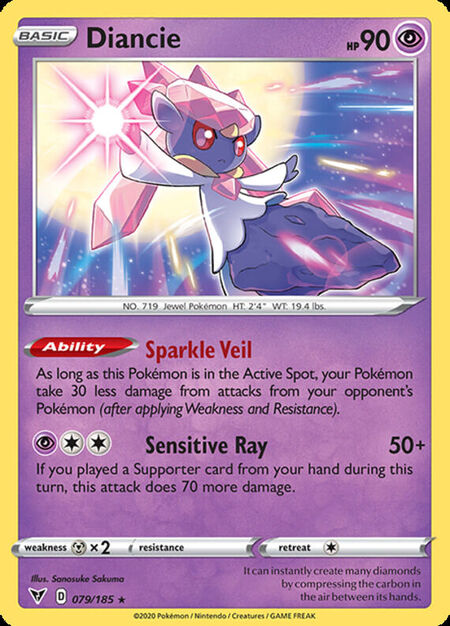 BASIC Diancie HP 90
NO. 719 Jewel Pokémon HT: 2'4" WT: 19.4 lbs.
Ability Sparkle Veil
As long as this Pokémon is in the Active Spot, your Pokémon
take 30 less damage from attacks from your opponent's
Pokémon (after applying Weakness and Resistance).
Sensitive Ray 50+
If you played a Supporter card from your hand during this
turn, this attack does 70 more damage.
weakness ×2 resistance retreat
Illus. Sanosuke Sakuma
It can instantly create many diamonds
by compressing the carbon in
the air between its hands.
D 079/185 ★
©2020 Pokémon / Nintendo / Creatures / GAME FREAK